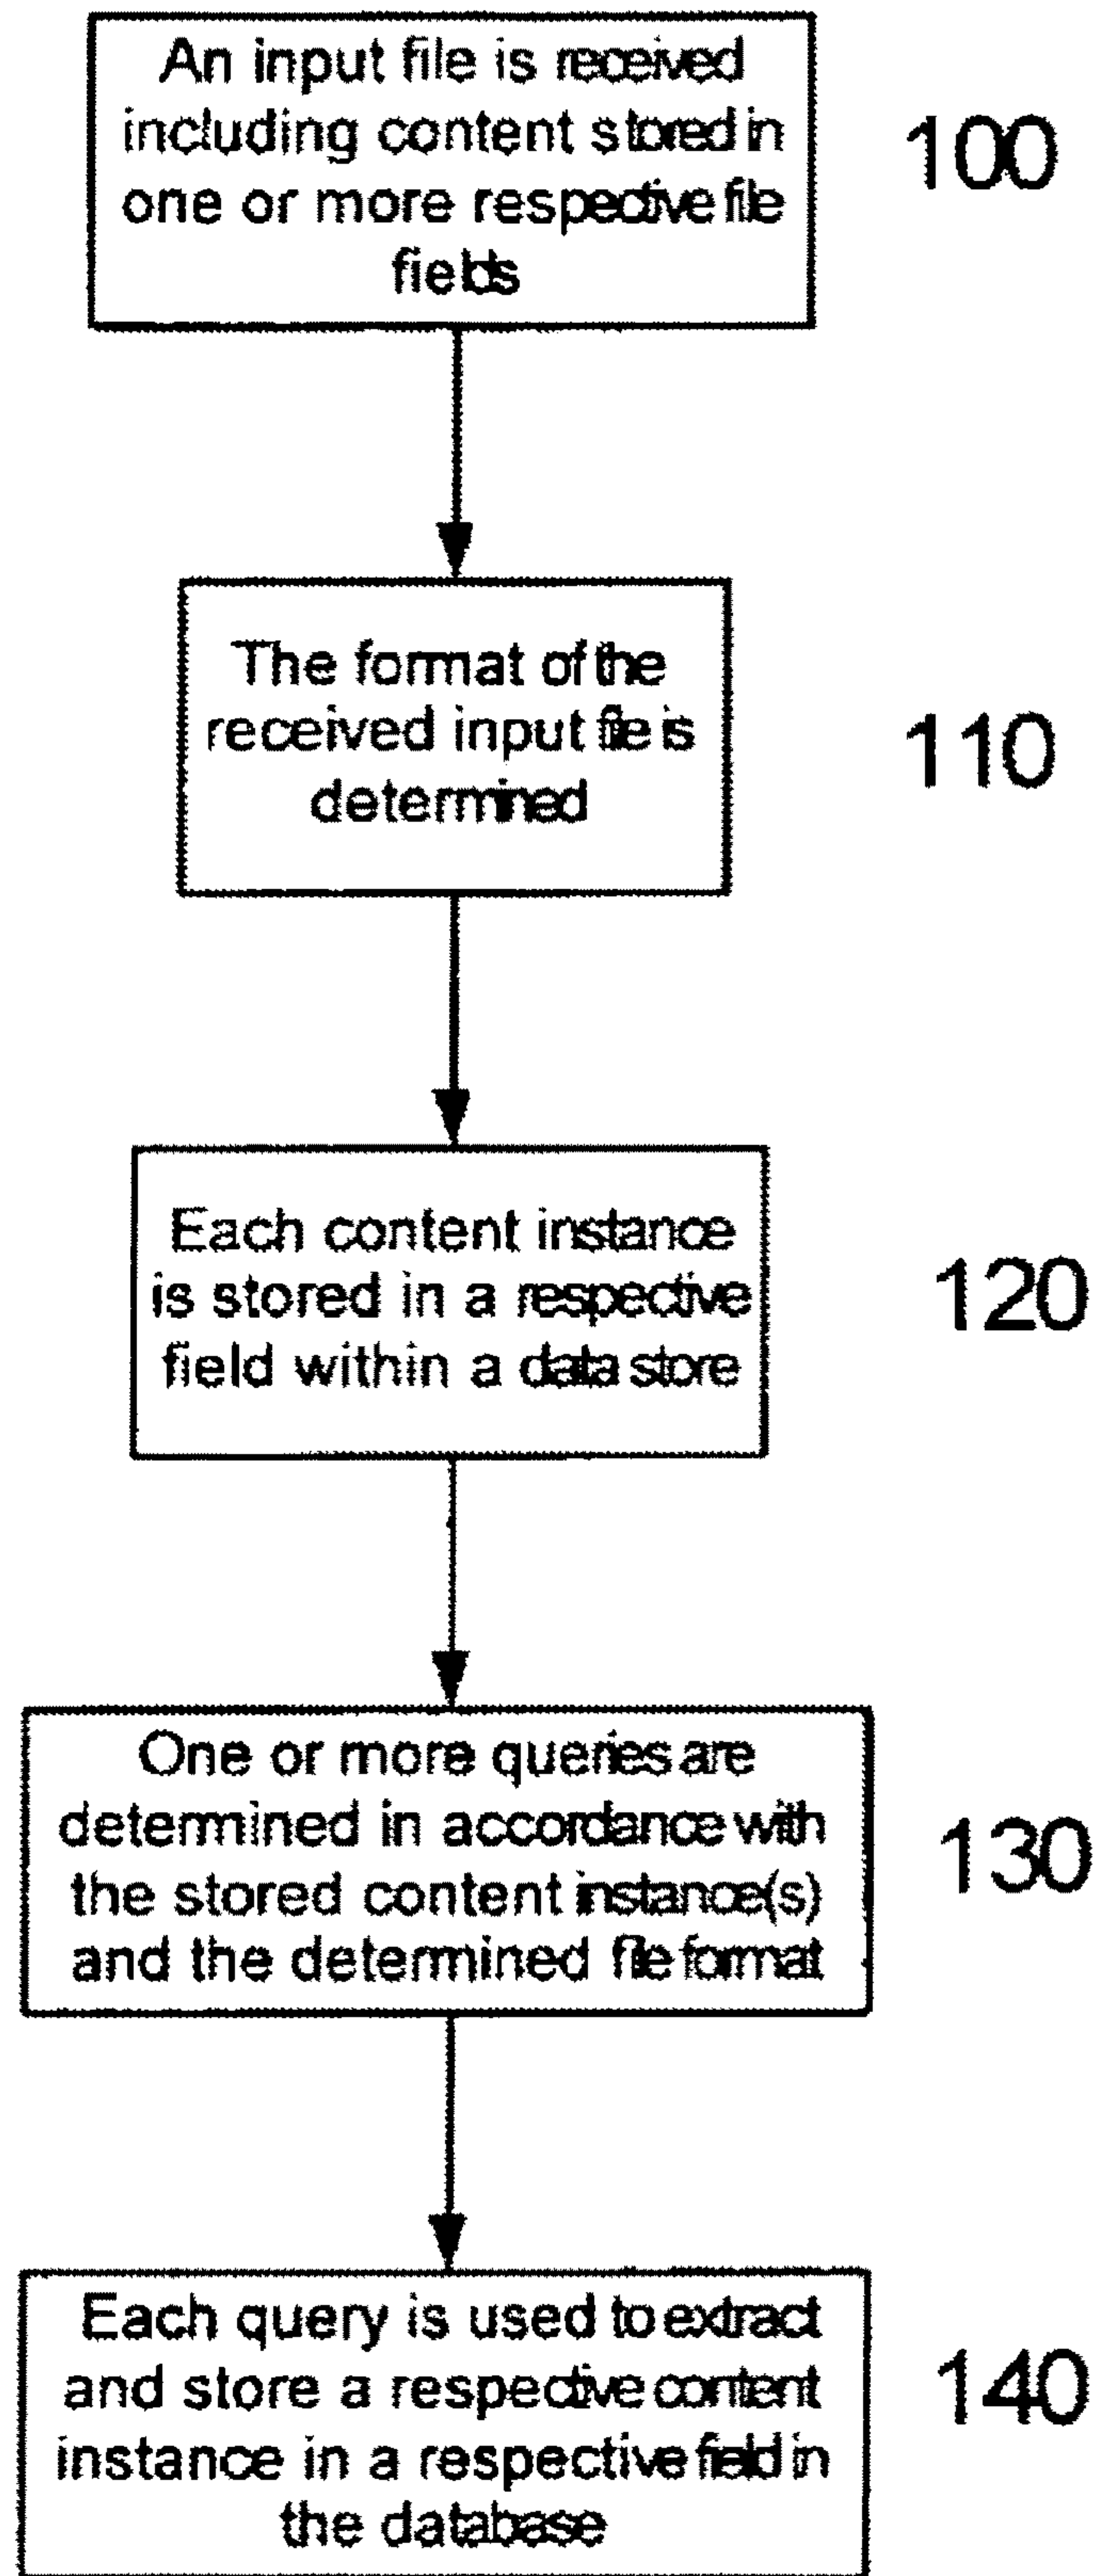 An input file is received
including content stored in
one or more respective file
fields
100
The format of the
received input file is
determined
110
Each content instance
is stored in a respective
field within a data store
120
One or more queries are
determined in accordance with
the stored content instance(s)
and the determined file format
130
Each query is used to extract
and store a respective content
instance in a respective field in
the database
140